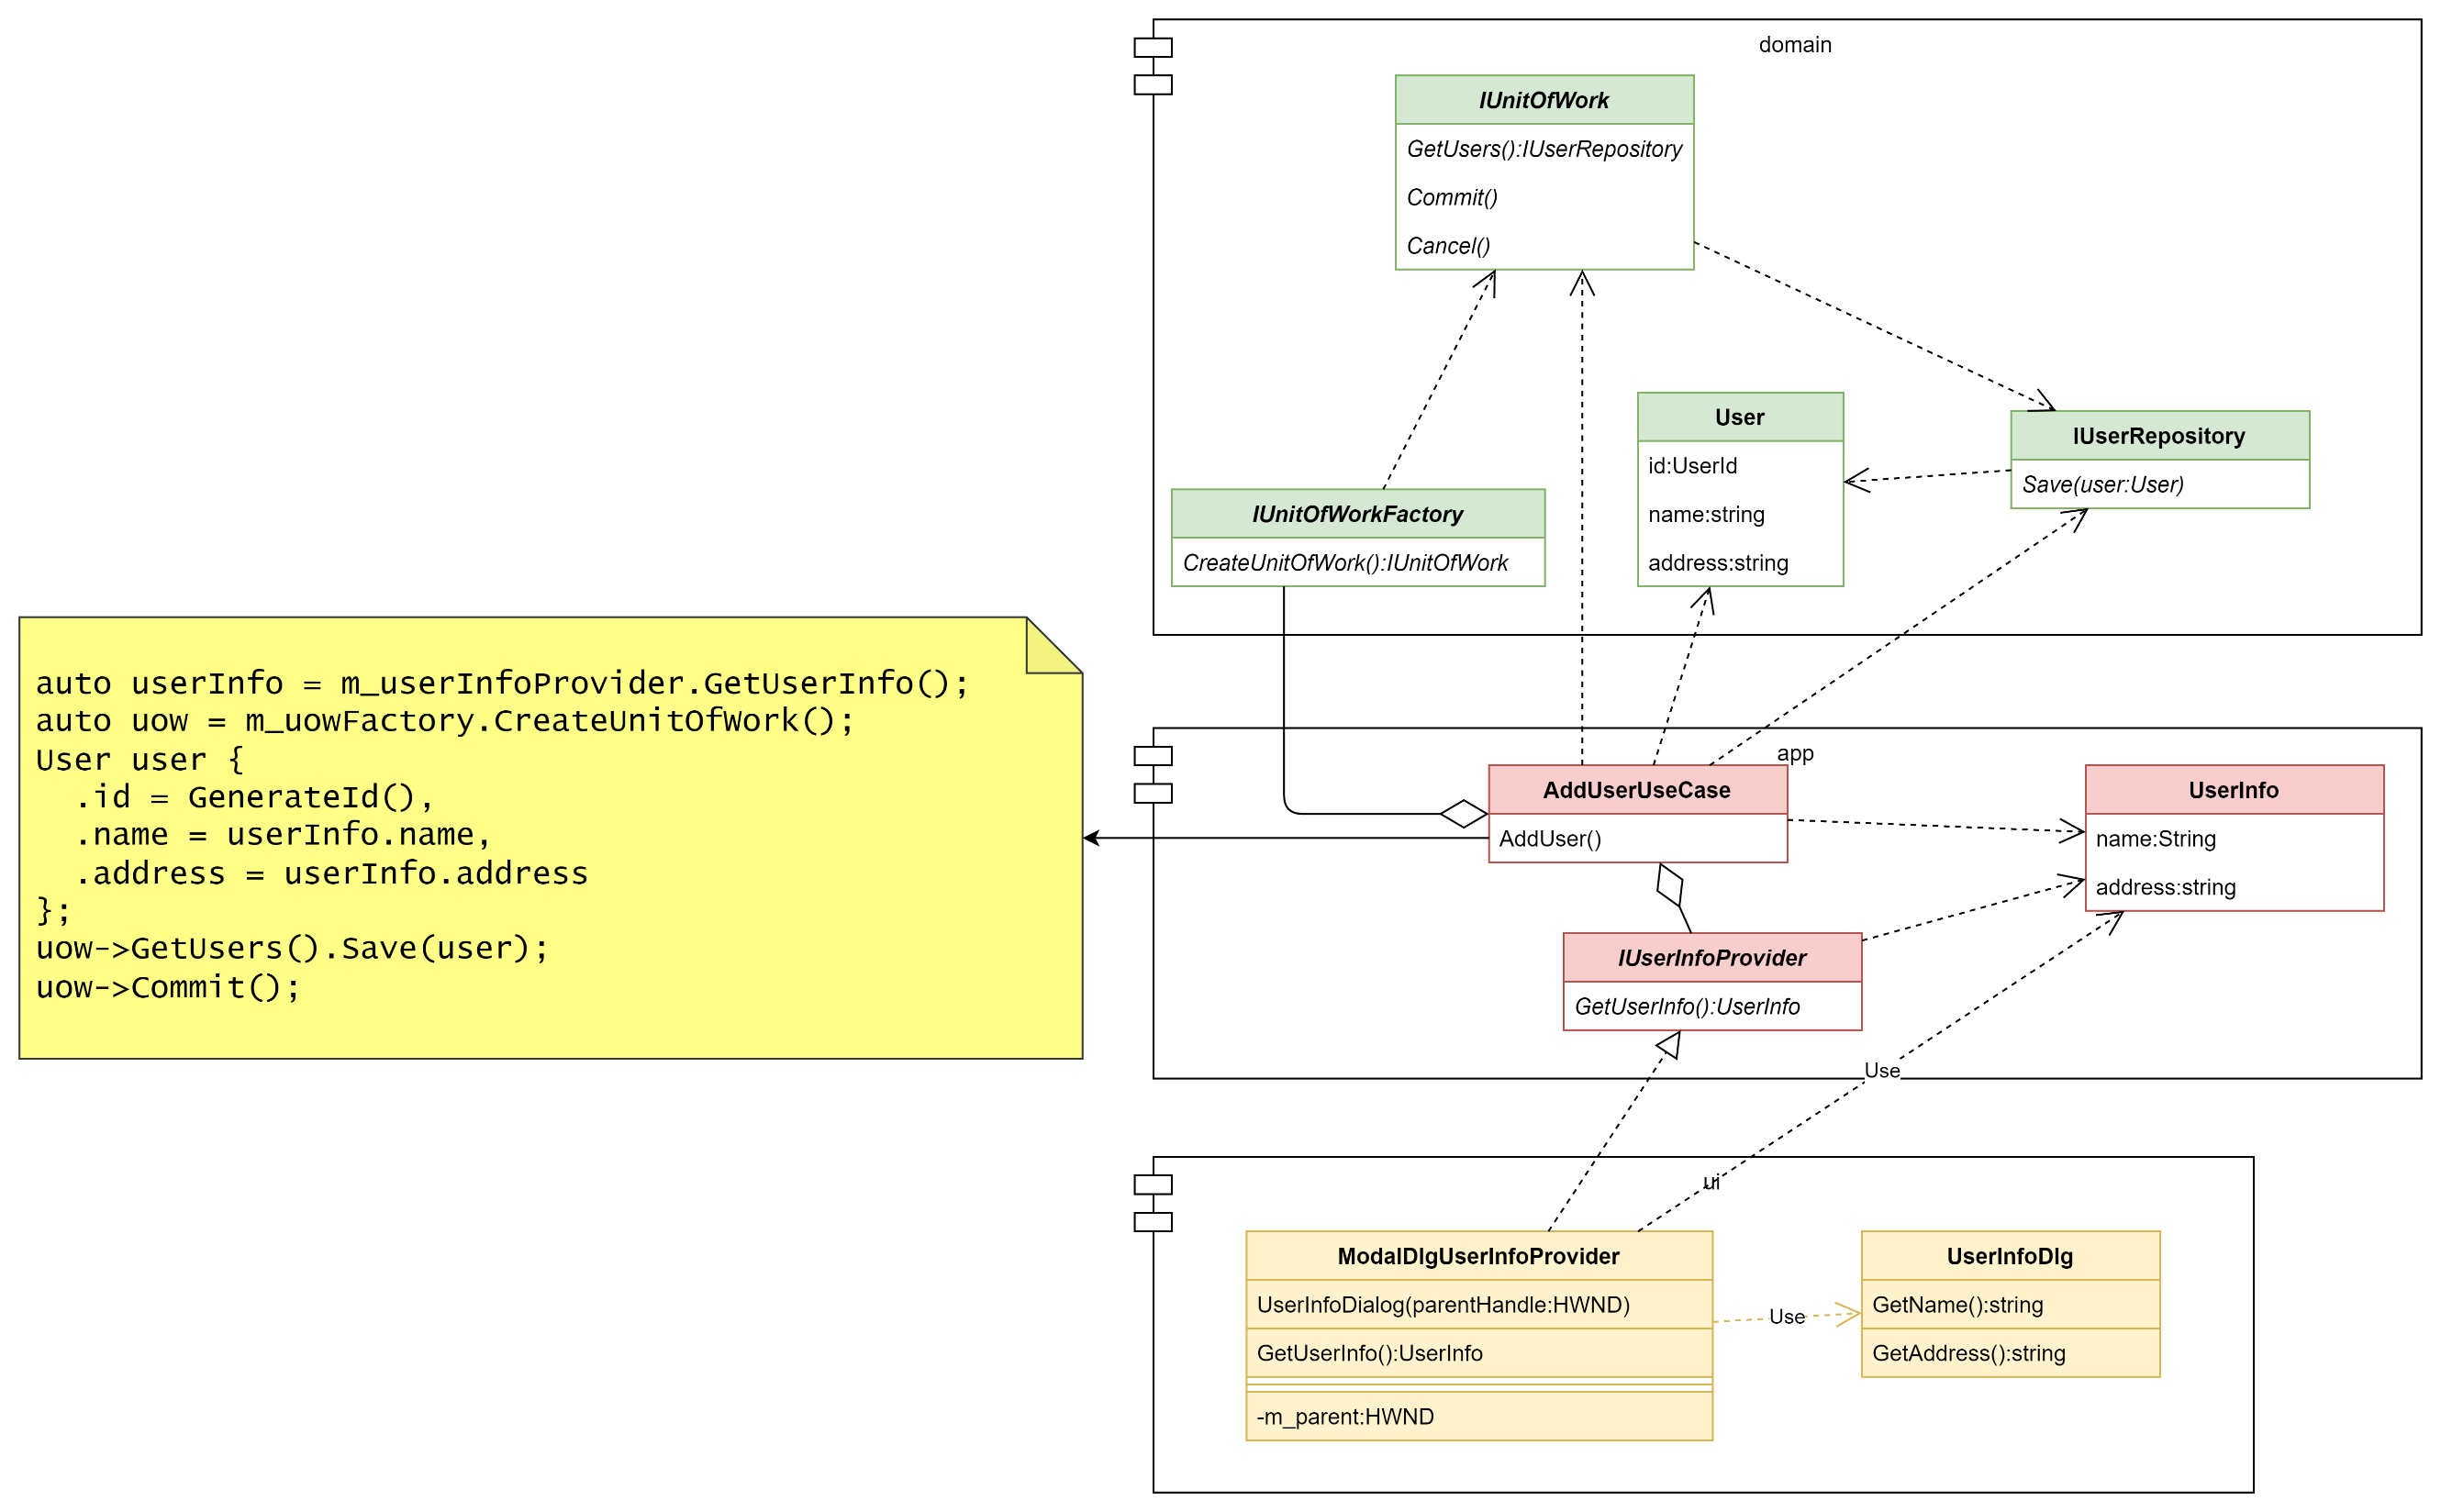 domain
IUnitOfWork
GetUsers():IUserRepository
Commit()
Cancel()
User
id:UserId
name:string
address:string
IUserRepository
Save(user:User)
IUnitOfWorkFactory
CreateUnitOfWork():IUnitOfWork
auto userInfo = m_userInfoProvider.GetUserInfo();
auto uow = m_uowFactory.CreateUnitOfWork();
User user {
  .id = GenerateId(),
  .name = userInfo.name,
  .address = userInfo.address
};
uow->GetUsers().Save(user);
uow->Commit();
app
AddUserUseCase
AddUser()
UserInfo
name:String
address:string
IUserInfoProvider
GetUserInfo():UserInfo
Use
ui
ModalDlgUserInfoProvider
UserInfoDialog(parentHandle:HWND)
GetUserInfo():UserInfo
-m_parent:HWND
Use
UserInfoDlg
GetName():string
GetAddress():string